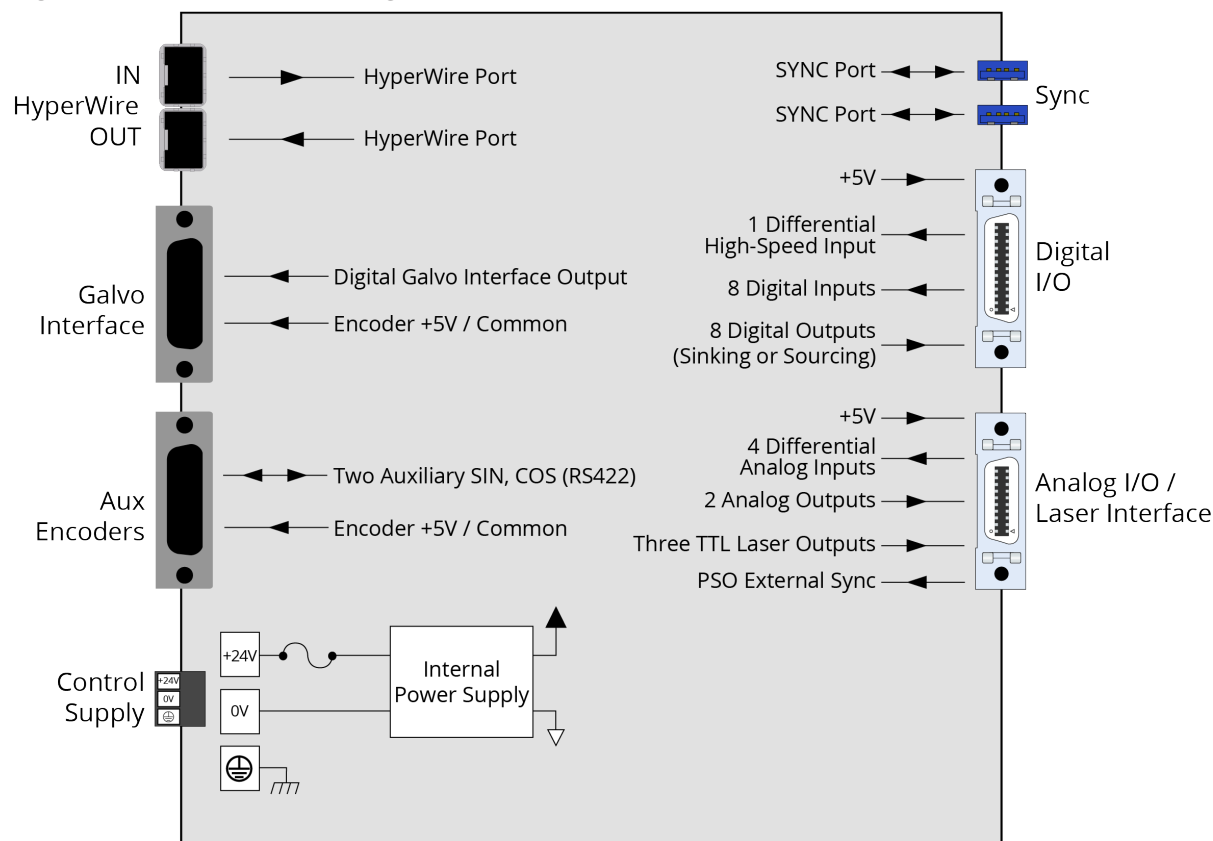 IN
HyperWire
OUT
HyperWire Port
HyperWire Port
Galvo
Interface
Digital Galvo Interface Output
Encoder +5V / Common
Aux
Encoders
Two Auxiliary SIN, COS (RS422)
Encoder +5V / Common
Control
Supply
+24V
0V
+24V
0V
Internal
Power Supply
SYNC Port
SYNC Port
Sync
+5V
1 Differential
High-Speed Input
8 Digital Inputs
8 Digital Outputs
(Sinking or Sourcing)
Digital
I/O
+5V
4 Differential
Analog Inputs
2 Analog Outputs
Three TTL Laser Outputs
PSO External Sync
Analog I/O /
Laser Interface